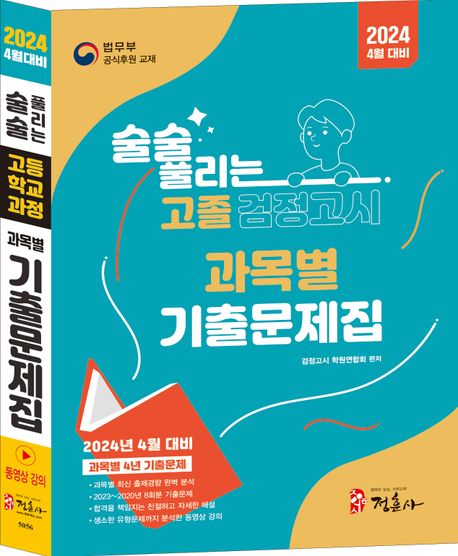 2024
4월대비
술술
풀리는
고등
학교
과정
과목별
기출문제집
동영상 강의
정훈사
5056
법무부
공식후원 교재
2024
4월 대비
술술
풀리는
고졸 검정고시
과목별
기출문제집
검정고시 학원연합회 편저
2024년 4월 대비
과목별 4년 기출문제
• 과목별 최신 출제경향 완벽 분석
• 2023~2020년 8회분 기출문제
• 합격을 책임지는 친절하고 자세한 해설
• 생소한 유형문제까지 분석한 동영상 강의
정훈사